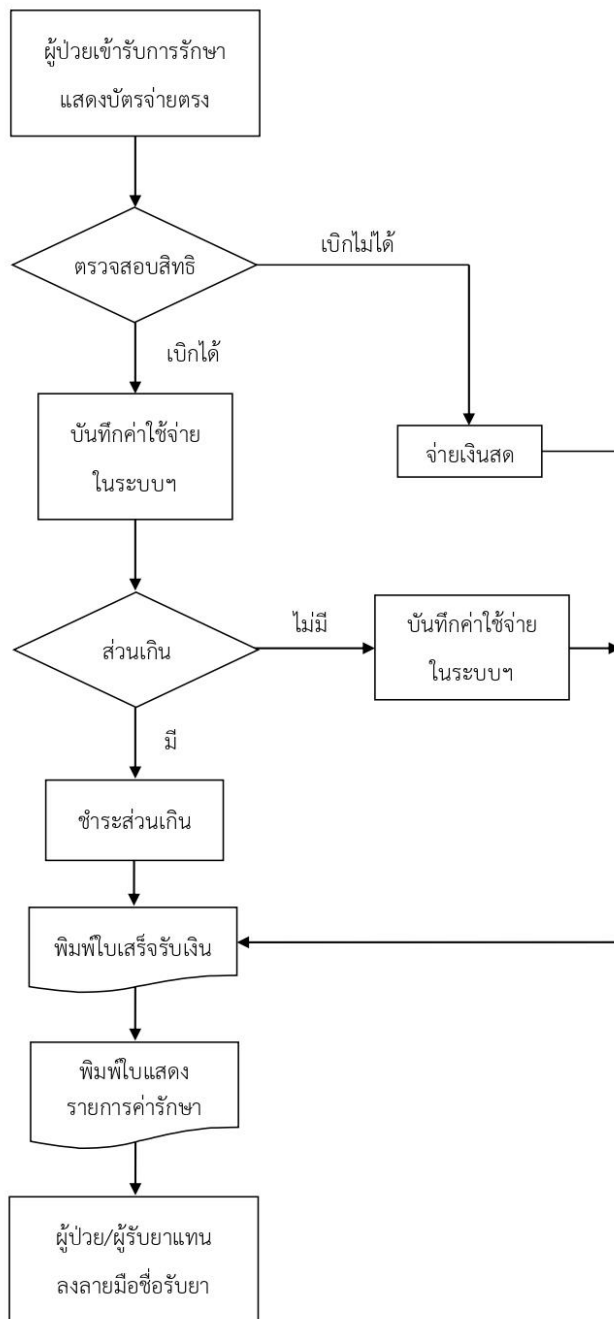 ผู้ป่วยเข้ารับการรักษา
แสดงบัตรจ่ายตรง
ตรวจสอบสิทธิ
เบิกไม่ได้
เบิกได้
บันทึกค่าใช้จ่าย
ในระบบฯ
จ่ายเงินสด
ส่วนเกิน
ไม่มี
บันทึกค่าใช้จ่าย
ในระบบฯ
มี
ชำระส่วนเกิน
พิมพ์ใบเสร็จรับเงิน
พิมพ์ใบแสดง
รายการค่ารักษา
ผู้ป่วย/ผู้รับยาแทน
ลงลายมือชื่อรับยา